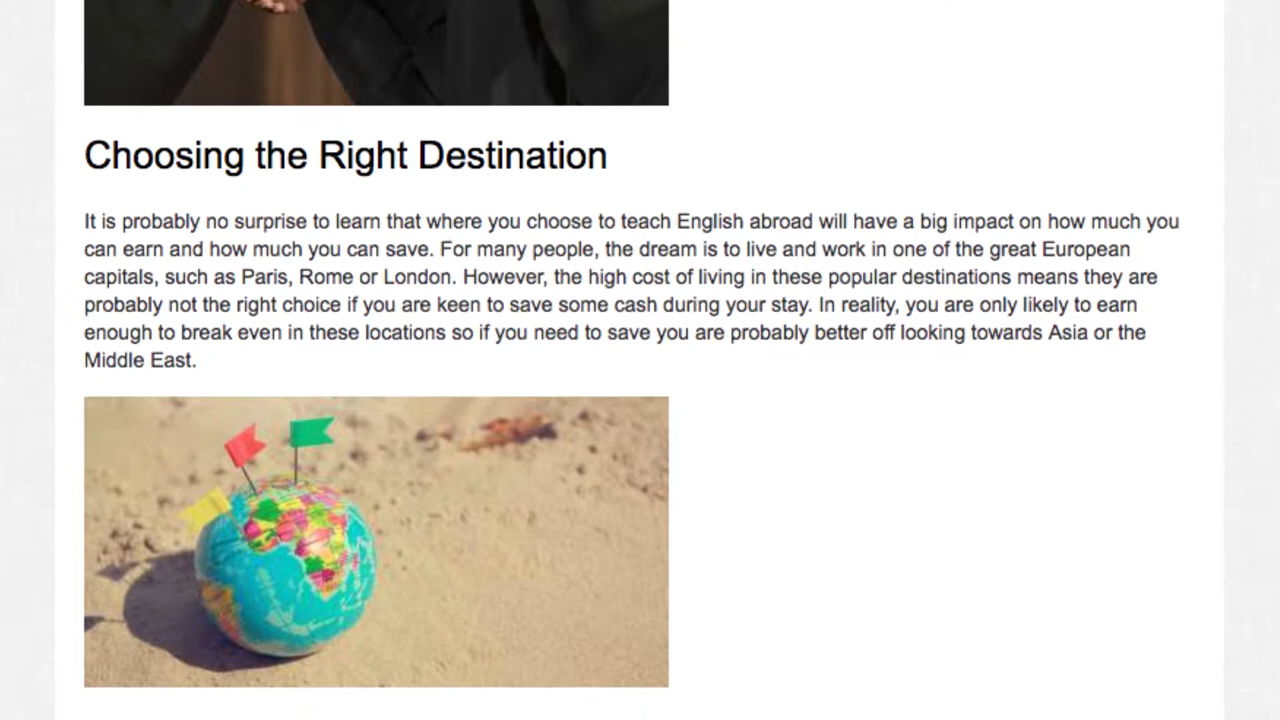 Choosing the Right Destination
It is probably no surprise to learn that where you choose to teach English abroad will have a big impact on how much you
can earn and how much you can save. For many people, the dream is to live and work in one of the great European
capitals, such as Paris, Rome or London. However, the high cost of living in these popular destinations means they are
probably not the right choice if you are keen to save some cash during your stay. In reality, you are only likely to earn
enough to break even in these locations so if you need to save you are probably better off looking towards Asia or the
Middle East.